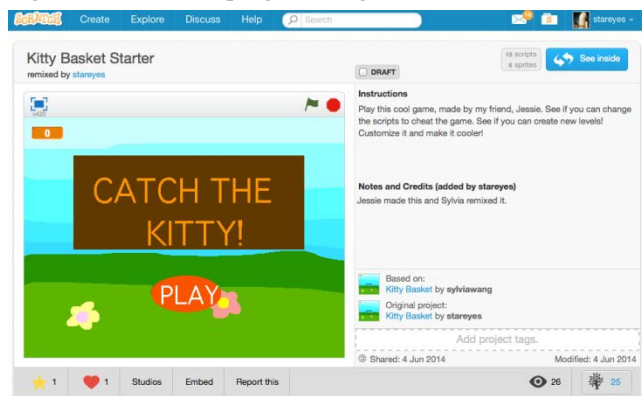 SCRATCH Create Explore Discuss Help Search stareyes
Kitty Basket Starter
remixed by stareyes
DRAFT
15 scripts
6 sprites
See inside
v425
0
CATCH THE
KITTY!
PLAY
Instructions
Play this cool game, made by my friend, Jessie. See if you can change
the scripts to cheat the game. See if you can create new levels!
Customize it and make it cooler!
Notes and Credits (added by stareyes)
Jessie made this and Sylvia remixed it.
Based on:
Kitty Basket by sylviawang
Original project:
Kitty Basket by stareyes
Add project tags.
Shared: 4 Jun 2014 Modified: 4 Jun 2014
1 1 Studios Embed Report this 26 25